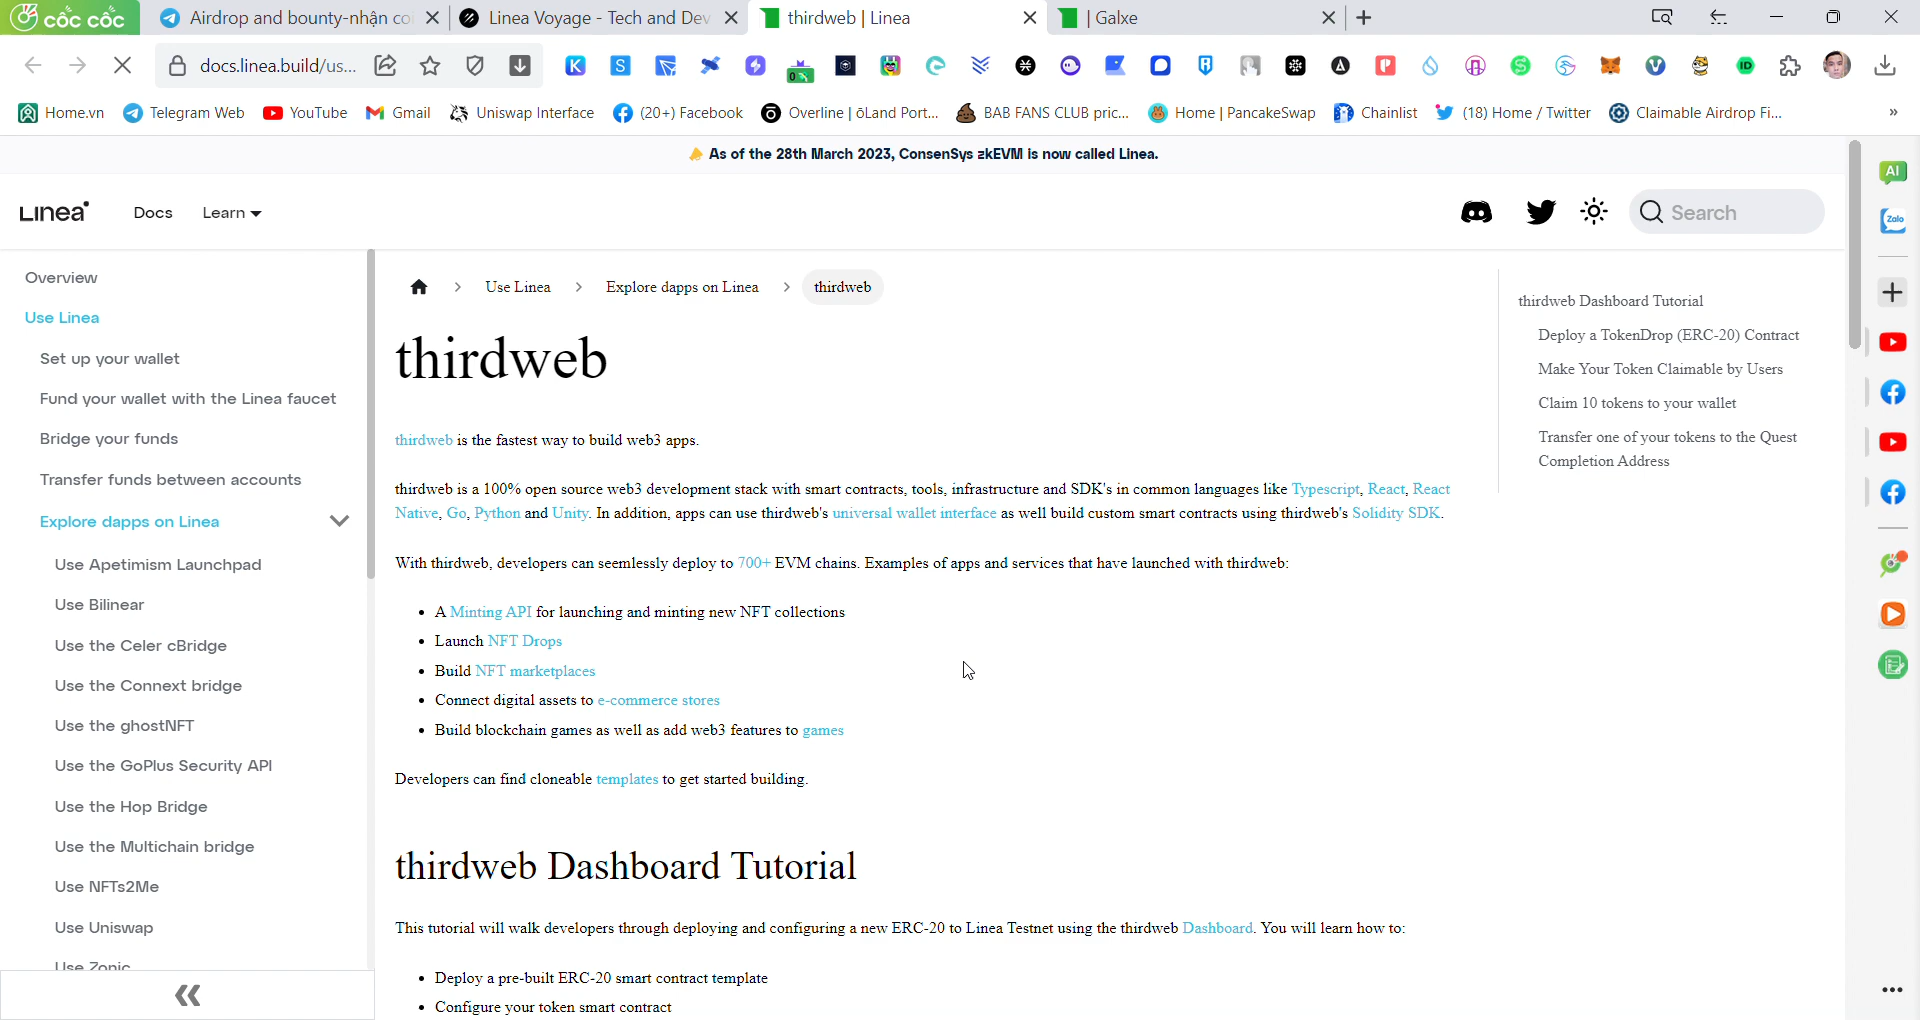 cốc cốc
Airdrop and bounty-nhận co
Linea Voyage - Tech and Dev
thirdweb | Linea
| Galxe
docs.linea.build/us...
0
ID
Home.vn
Telegram Web
YouTube
Gmail
Uniswap Interface
(20+) Facebook
Overline | ōLand Port...
BAB FANS CLUB pric...
Home | PancakeSwap
Chainlist
(18) Home / Twitter
Claimable Airdrop Fi...
As of the 28th March 2023, ConsenSys zkEVM is now called Linea.
Linea
Docs
Learn
Search
AI
Zalo
Overview
Use Linea
Set up your wallet
Fund your wallet with the Linea faucet
Bridge your funds
Transfer funds between accounts
Explore dapps on Linea
Use Apetimism Launchpad
Use Bilinear
Use the Celer cBridge
Use the Connext bridge
Use the ghostNFT
Use the GoPlus Security API
Use the Hop Bridge
Use the Multichain bridge
Use NFTs2Me
Use Uniswap
Use Zonic
Use Linea
Explore dapps on Linea
thirdweb
thirdweb
thirdweb is the fastest way to build web3 apps.
thirdweb is a 100% open source web3 development stack with smart contracts, tools, infrastructure and SDK's in common languages like Typescript, React, React
Native, Go, Python and Unity. In addition, apps can use thirdweb's universal wallet interface as well build custom smart contracts using thirdweb's Solidity SDK.
With thirdweb, developers can seemlessly deploy to 700+ EVM chains. Examples of apps and services that have launched with thirdweb:
• A Minting API for launching and minting new NFT collections
• Launch NFT Drops
• Build NFT marketplaces
• Connect digital assets to e-commerce stores
• Build blockchain games as well as add web3 features to games
Developers can find cloneable templates to get started building.
thirdweb Dashboard Tutorial
This tutorial will walk developers through deploying and configuring a new ERC-20 to Linea Testnet using the thirdweb Dashboard. You will learn how to:
• Deploy a pre-built ERC-20 smart contract template
• Configure your token smart contract
thirdweb Dashboard Tutorial
Deploy a TokenDrop (ERC-20) Contract
Make Your Token Claimable by Users
Claim 10 tokens to your wallet
Transfer one of your tokens to the Quest
Completion Address